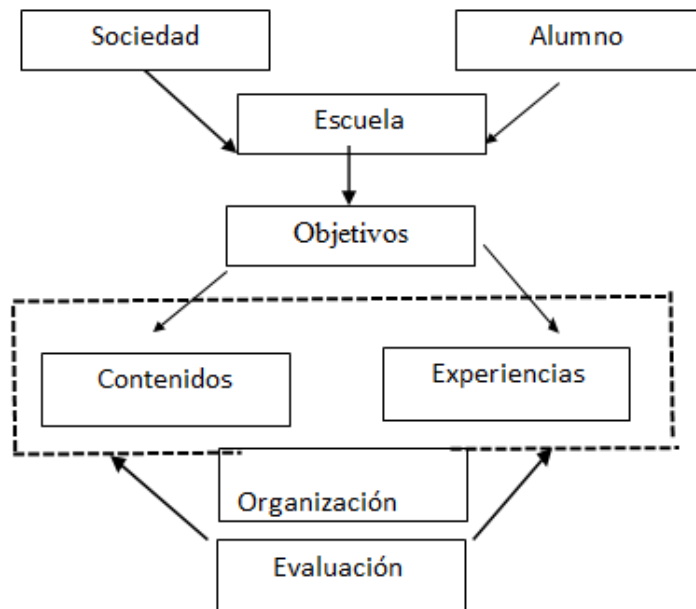 Sociedad
Alumno
Escuela
Objetivos
Contenidos
Experiencias
Organización
Evaluación